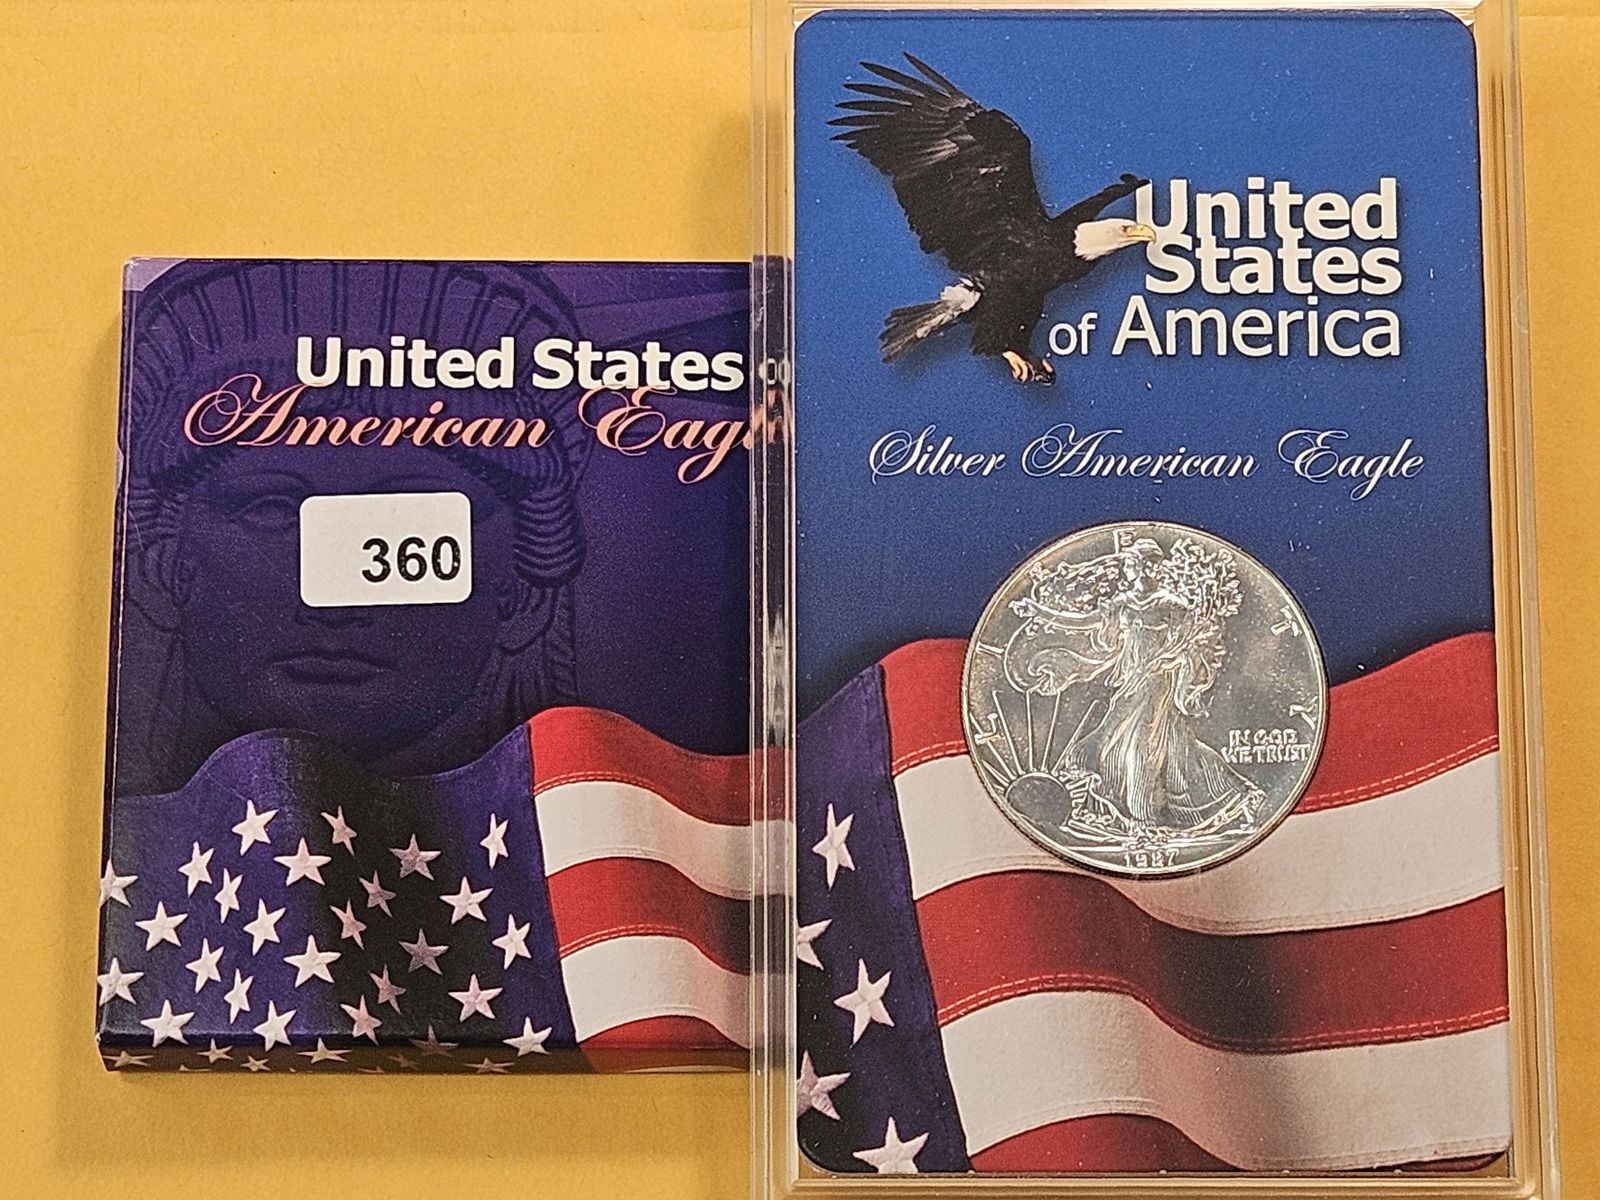 United States
American Eagl
360
United
States
of America
Silver American Eagle
LIBERTY
IN GOD
WE TRUST
1987